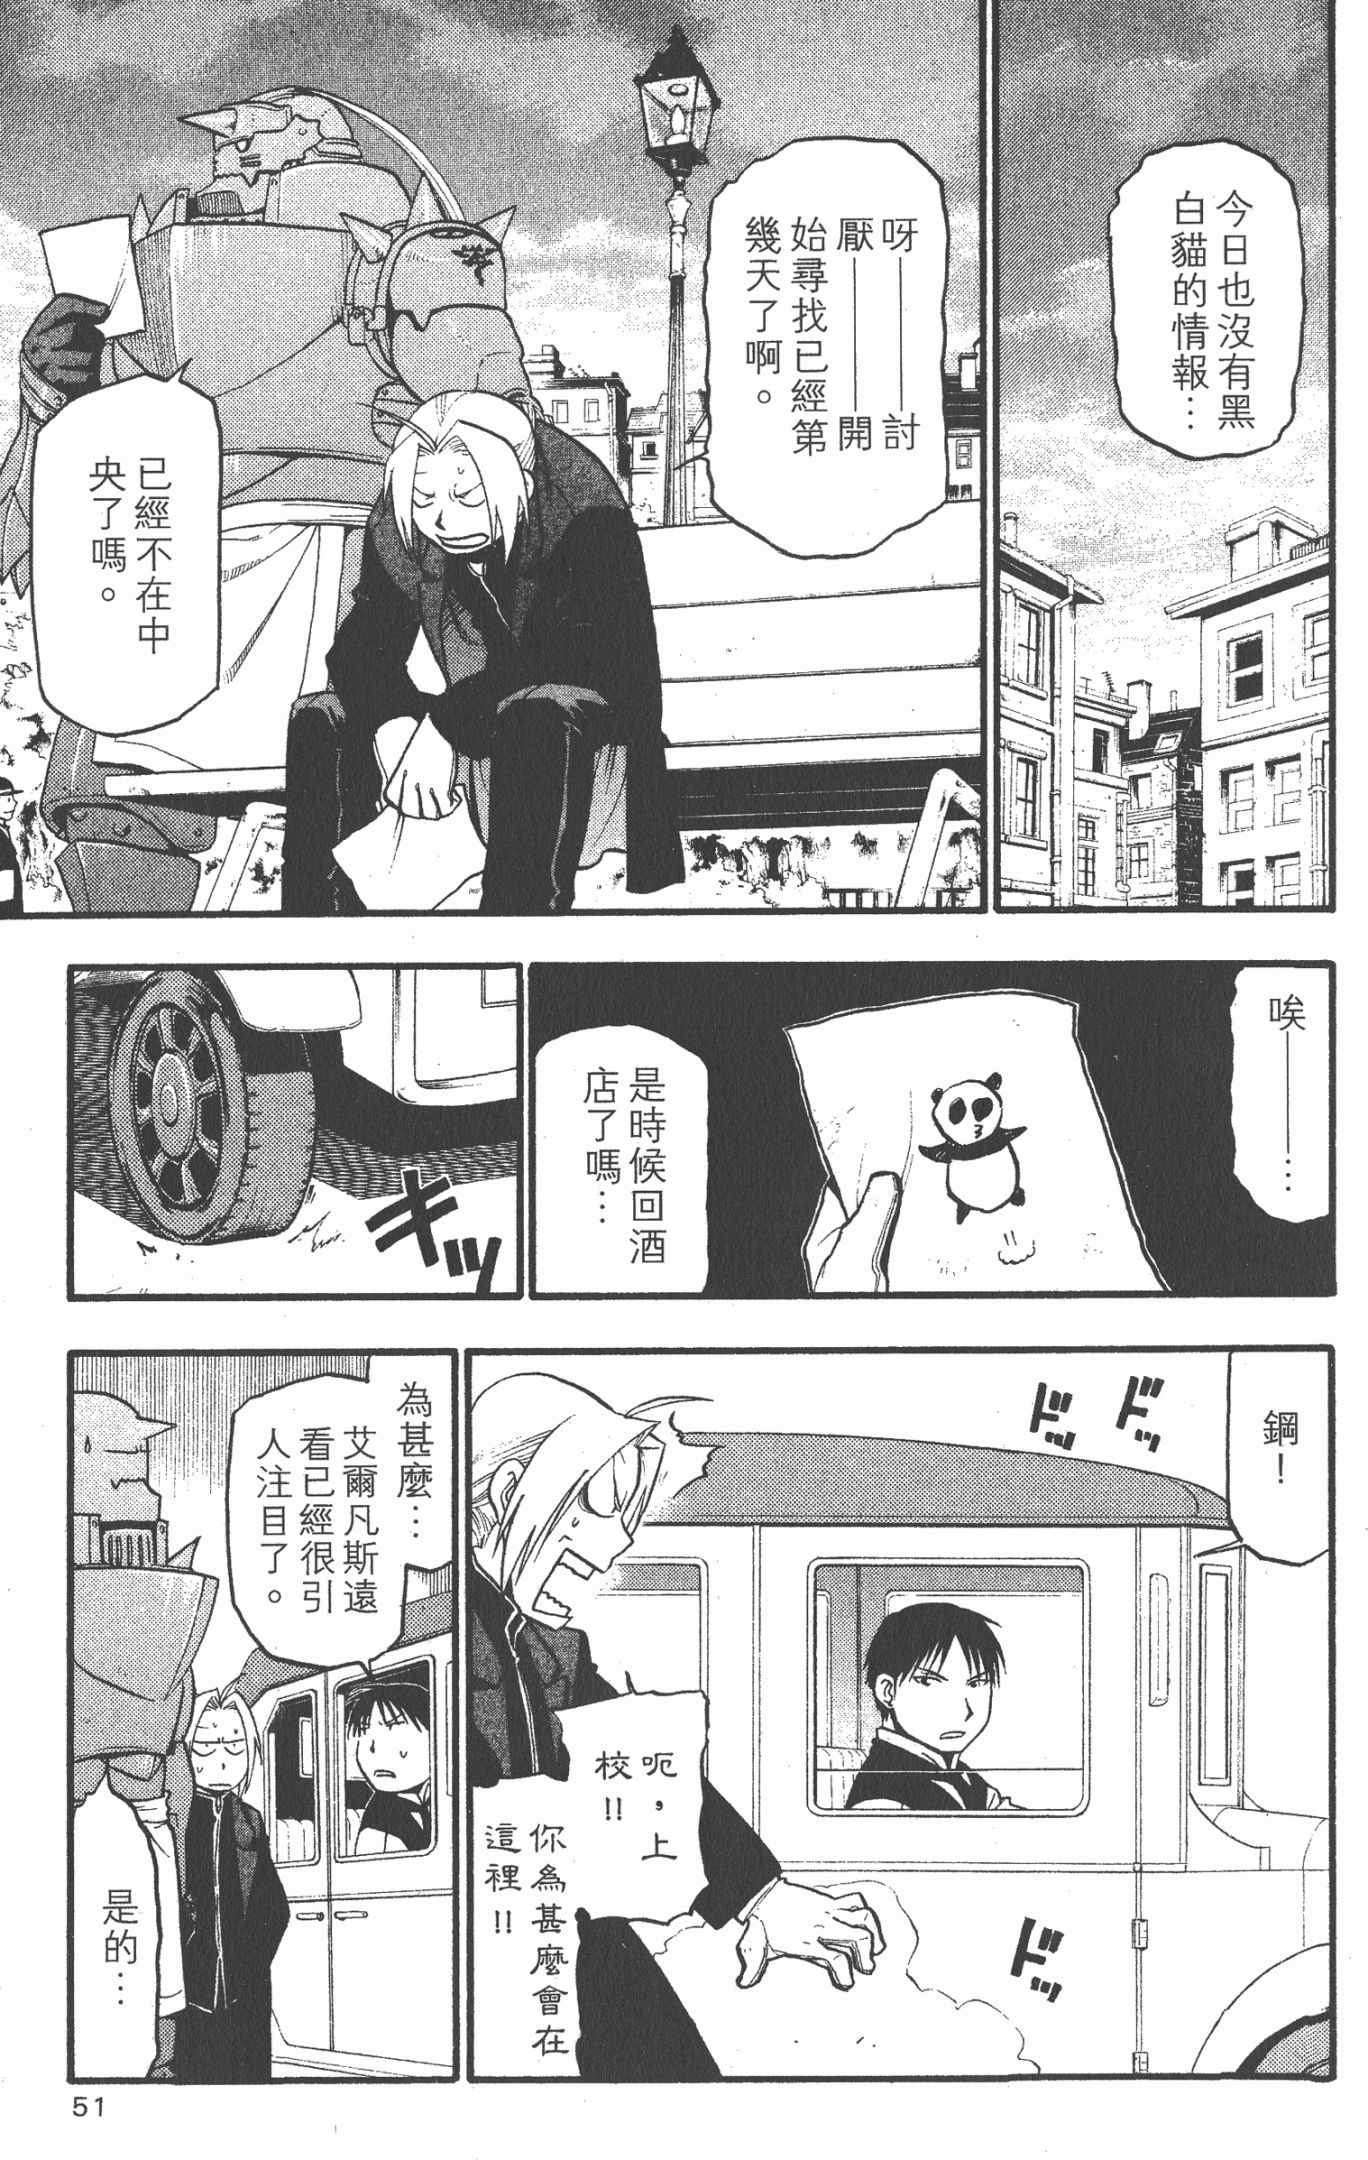 今日也沒有黑
白貓的情報…
呀——討
厭——開
始尋找已經第
幾天了啊。
已經不在中
央了嗎。
唉——…
是時候回酒
店了嗎…
キッ
鋼！
ドッ
ドッ
ドッ
呃，上
校!!
你為甚麼會在
這裡!!
為甚麼…
艾爾凡斯遠
看已經很引
人注目了。
是的…
51